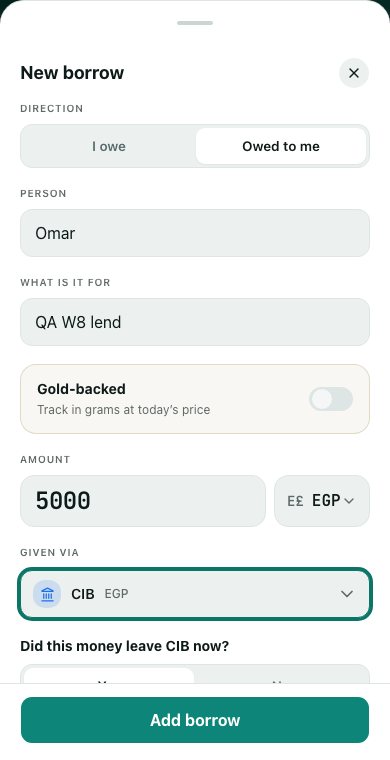 New borrow
DIRECTION
I owe
Owed to me
PERSON
Omar
WHAT IS IT FOR
QA W8 lend
Gold-backed
Track in grams at today's price
AMOUNT
5000
E£ EGP
GIVEN VIA
CIB EGP
Did this money leave CIB now?
Add borrow